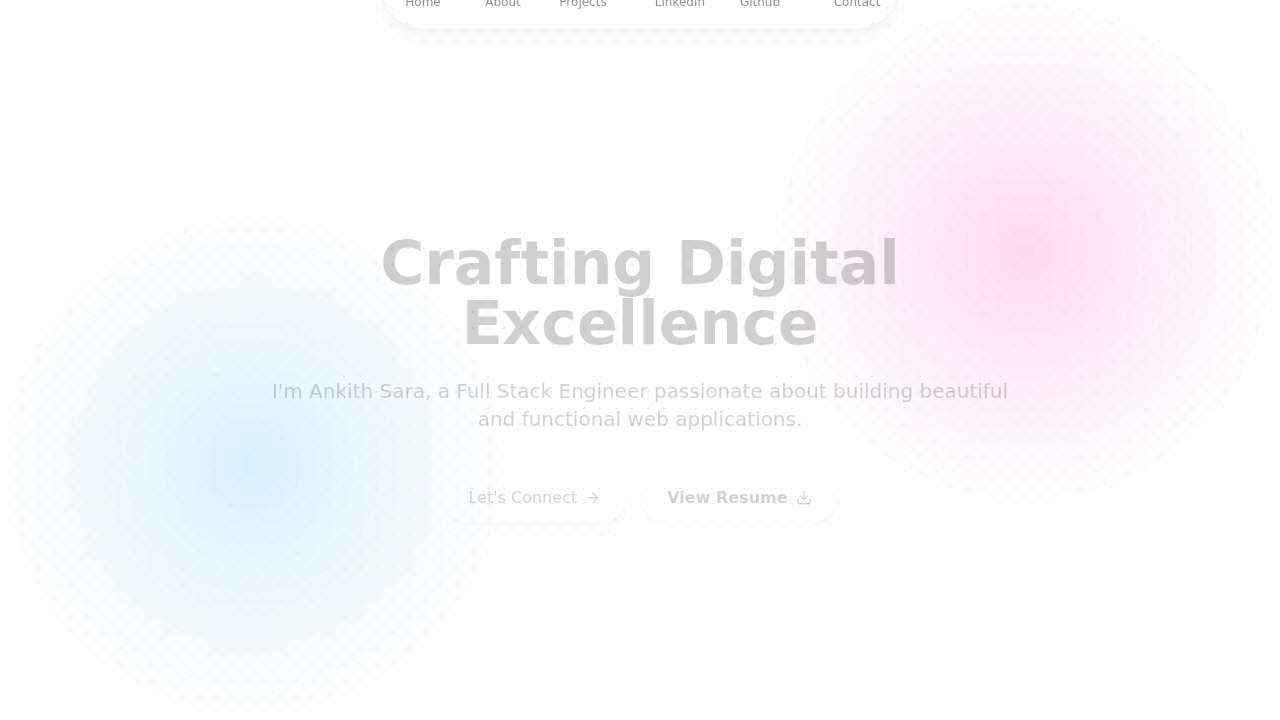 Home About Projects LinkedIn Github Contact
Crafting Digital
Excellence
I'm Ankith Sara, a Full Stack Engineer passionate about building beautiful
and functional web applications.
Let's Connect
View Resume